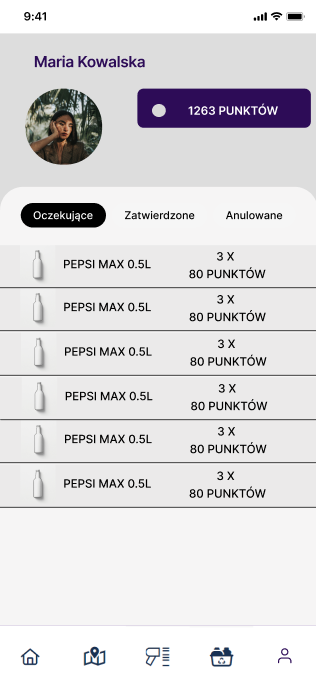 9:41
Maria Kowalska
1263 PUNKTÓW
Oczekujące Zatwierdzone Anulowane
PEPSI MAX 0.5L
3 X
80 PUNKTÓW
PEPSI MAX 0.5L
3 X
80 PUNKTÓW
PEPSI MAX 0.5L
3 X
80 PUNKTÓW
PEPSI MAX 0.5L
3 X
80 PUNKTÓW
PEPSI MAX 0.5L
3 X
80 PUNKTÓW
PEPSI MAX 0.5L
3 X
80 PUNKTÓW